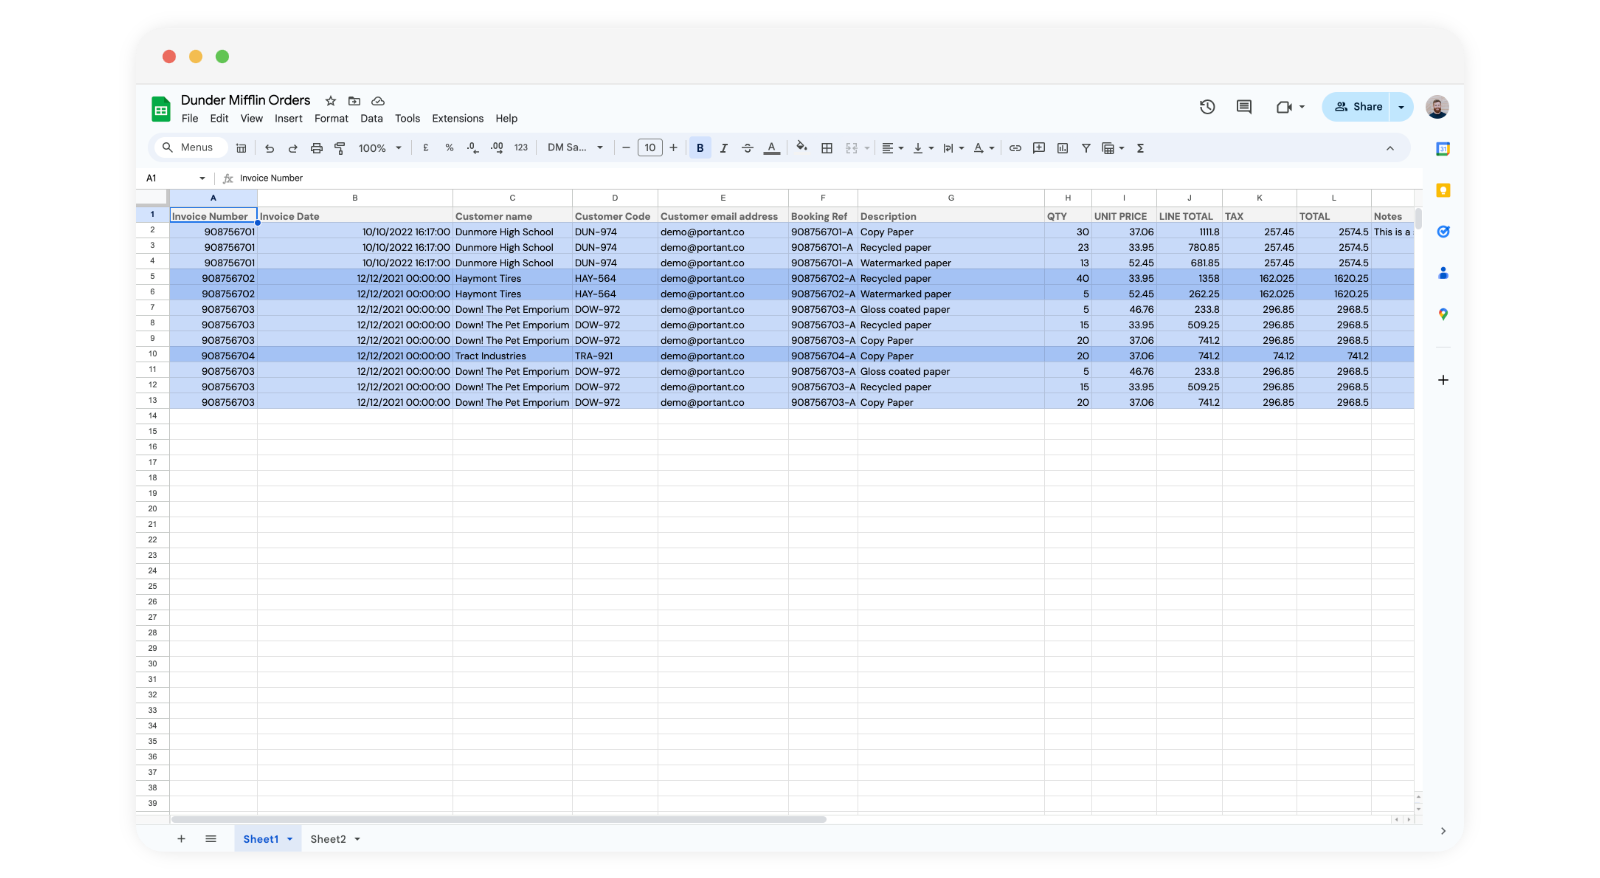 Dunder Mifflin Orders
File Edit View Insert Format Data Tools Extensions Help
Share
Menus 100% £ % .0 .00 123 DM Sa... − 10 + B I S A Σ
31
A1 fx Invoice Number
A B C D E F G H I J K L
1 Invoice Number Invoice Date Customer name Customer Code Customer email address Booking Ref Description QTY UNIT PRICE LINE TOTAL TAX TOTAL Notes
2 908756701 10/10/2022 16:17:00 Dunmore High School DUN-974 demo@portant.co 908756701-A Copy Paper 30 37.06 1111.8 257.45 2574.5 This is a
3 908756701 10/10/2022 16:17:00 Dunmore High School DUN-974 demo@portant.co 908756701-A Recycled paper 23 33.95 780.85 257.45 2574.5
4 908756701 10/10/2022 16:17:00 Dunmore High School DUN-974 demo@portant.co 908756701-A Watermarked paper 13 52.45 681.85 257.45 2574.5
5 908756702 12/12/2021 00:00:00 Haymont Tires HAY-564 demo@portant.co 908756702-A Recycled paper 40 33.95 1358 162.025 1620.25
6 908756702 12/12/2021 00:00:00 Haymont Tires HAY-564 demo@portant.co 908756702-A Watermarked paper 5 52.45 262.25 162.025 1620.25
7 908756703 12/12/2021 00:00:00 Down! The Pet Emporium DOW-972 demo@portant.co 908756703-A Gloss coated paper 5 46.76 233.8 296.85 2968.5
8 908756703 12/12/2021 00:00:00 Down! The Pet Emporium DOW-972 demo@portant.co 908756703-A Recycled paper 15 33.95 509.25 296.85 2968.5
9 908756703 12/12/2021 00:00:00 Down! The Pet Emporium DOW-972 demo@portant.co 908756703-A Copy Paper 20 37.06 741.2 296.85 2968.5
10 908756704 12/12/2021 00:00:00 Tract Industries TRA-921 demo@portant.co 908756704-A Copy Paper 20 37.06 741.2 74.12 741.2
11 908756703 12/12/2021 00:00:00 Down! The Pet Emporium DOW-972 demo@portant.co 908756703-A Gloss coated paper 5 46.76 233.8 296.85 2968.5
12 908756703 12/12/2021 00:00:00 Down! The Pet Emporium DOW-972 demo@portant.co 908756703-A Recycled paper 15 33.95 509.25 296.85 2968.5
13 908756703 12/12/2021 00:00:00 Down! The Pet Emporium DOW-972 demo@portant.co 908756703-A Copy Paper 20 37.06 741.2 296.85 2968.5
14
15
16
17
18
19
20
21
22
23
24
25
26
27
28
29
30
31
32
33
34
35
36
37
38
39
+ Sheet1 Sheet2